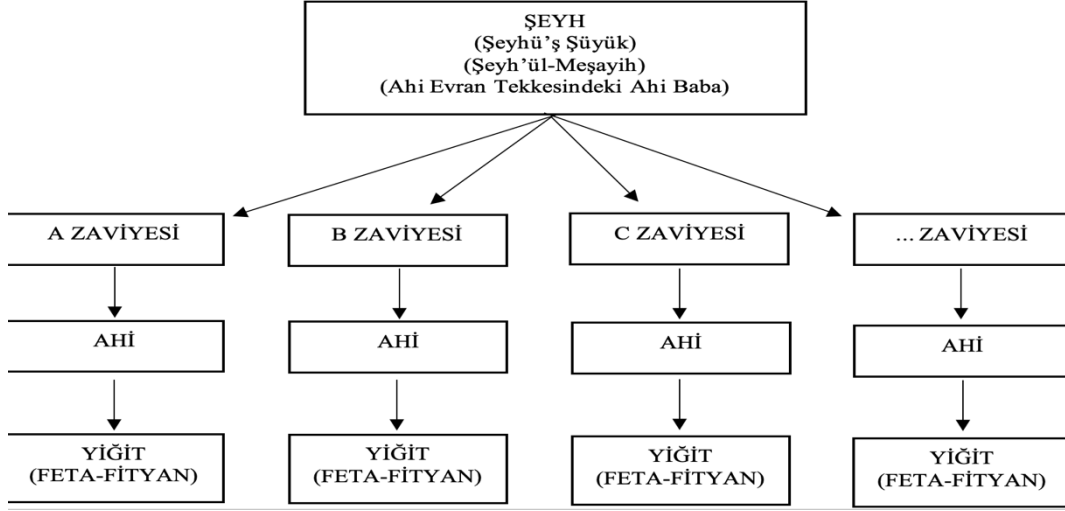 ŞEYH
(Şeyhü’ş Şüyük)
(Şeyh’ül-Meşayih)
(Ahi Evran Tekkesindeki Ahi Baba)
A ZAVİYESİ
B ZAVİYESİ
C ZAVİYESİ
... ZAVİYESİ
AHİ
AHİ
AHİ
AHİ
YİĞİT
(FETA-FİTYAN)
YİĞİT
(FETA-FİTYAN)
YİĞİT
(FETA-FİTYAN)
YİĞİT
(FETA-FİTYAN)